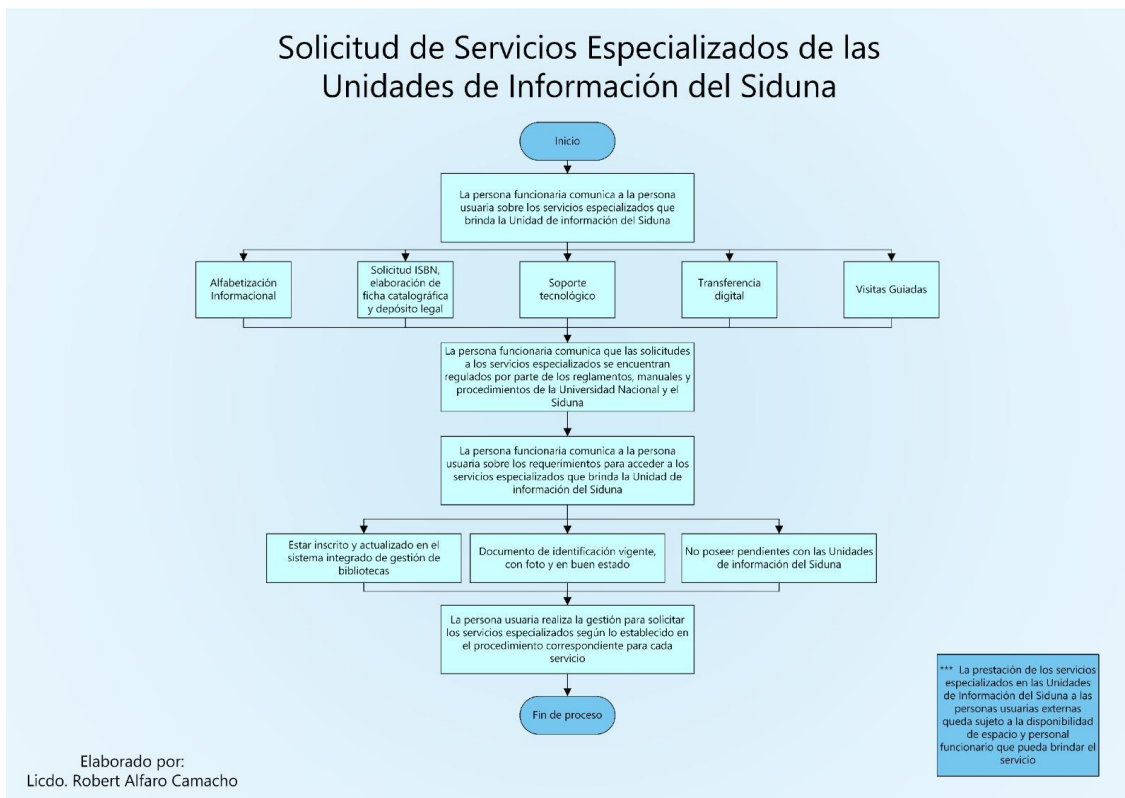 Solicitud de Servicios Especializados de las
Unidades de Información del Siduna
Inicio
La persona funcionaria comunica a la persona
usuaria sobre los servicios especializados que
brinda la Unidad de información del Siduna
Alfabetización
Informacional
Solicitud ISBN,
elaboración de
ficha catalográfica
y depósito legal
Soporte
tecnológico
Transferencia
digital
Visitas Guiadas
La persona funcionaria comunica que las solicitudes
a los servicios especializados se encuentran
regulados por parte de los reglamentos, manuales y
procedimientos de la Universidad Nacional y el
Siduna
La persona funcionaria comunica a la persona
usuaria sobre los requerimientos para acceder a los
servicios especializados que brinda la Unidad de
información del Siduna
Estar inscrito y actualizado en el
sistema integrado de gestión de
bibliotecas
Documento de identificación vigente,
con foto y en buen estado
No poseer pendientes con las Unidades
de información del Siduna
La persona usuaria realiza la gestión para solicitar
los servicios especializados según lo establecido en
el procedimiento correspondiente para cada
servicio
Fin de proceso
*** La prestación de los servicios
especializados en las Unidades
de Información del Siduna a las
personas usuarias externas
queda sujeto a la disponibilidad
de espacio y personal
funcionario que pueda brindar el
servicio
Elaborado por:
Licdo. Robert Alfaro Camacho